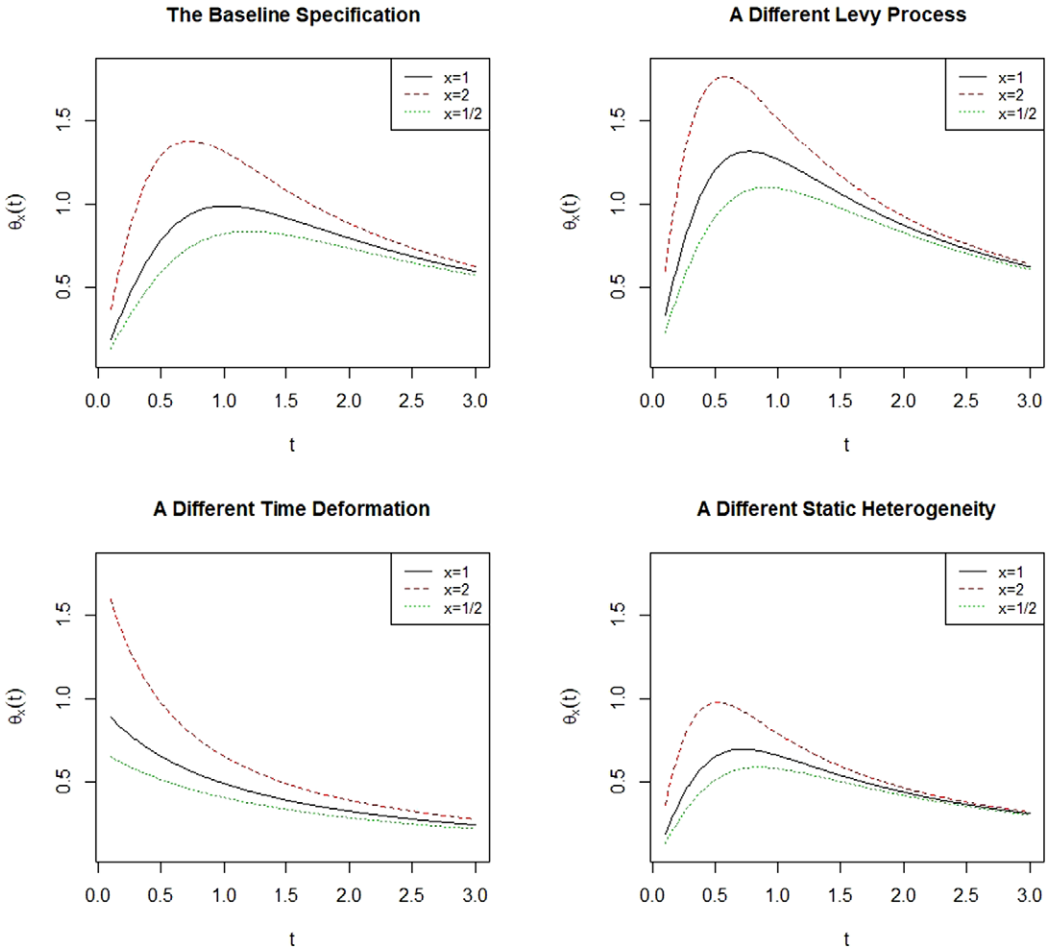 The Baseline Specification
x=1
x=2
x=1/2
1.5
1.0
0.5
θx(t)
0.0 0.5 1.0 1.5 2.0 2.5 3.0
t
A Different Levy Process
x=1
x=2
x=1/2
1.5
1.0
0.5
θx(t)
0.0 0.5 1.0 1.5 2.0 2.5 3.0
t
A Different Time Deformation
x=1
x=2
x=1/2
1.5
1.0
0.5
θx(t)
0.0 0.5 1.0 1.5 2.0 2.5 3.0
t
A Different Static Heterogeneity
x=1
x=2
x=1/2
1.5
1.0
0.5
θx(t)
0.0 0.5 1.0 1.5 2.0 2.5 3.0
t